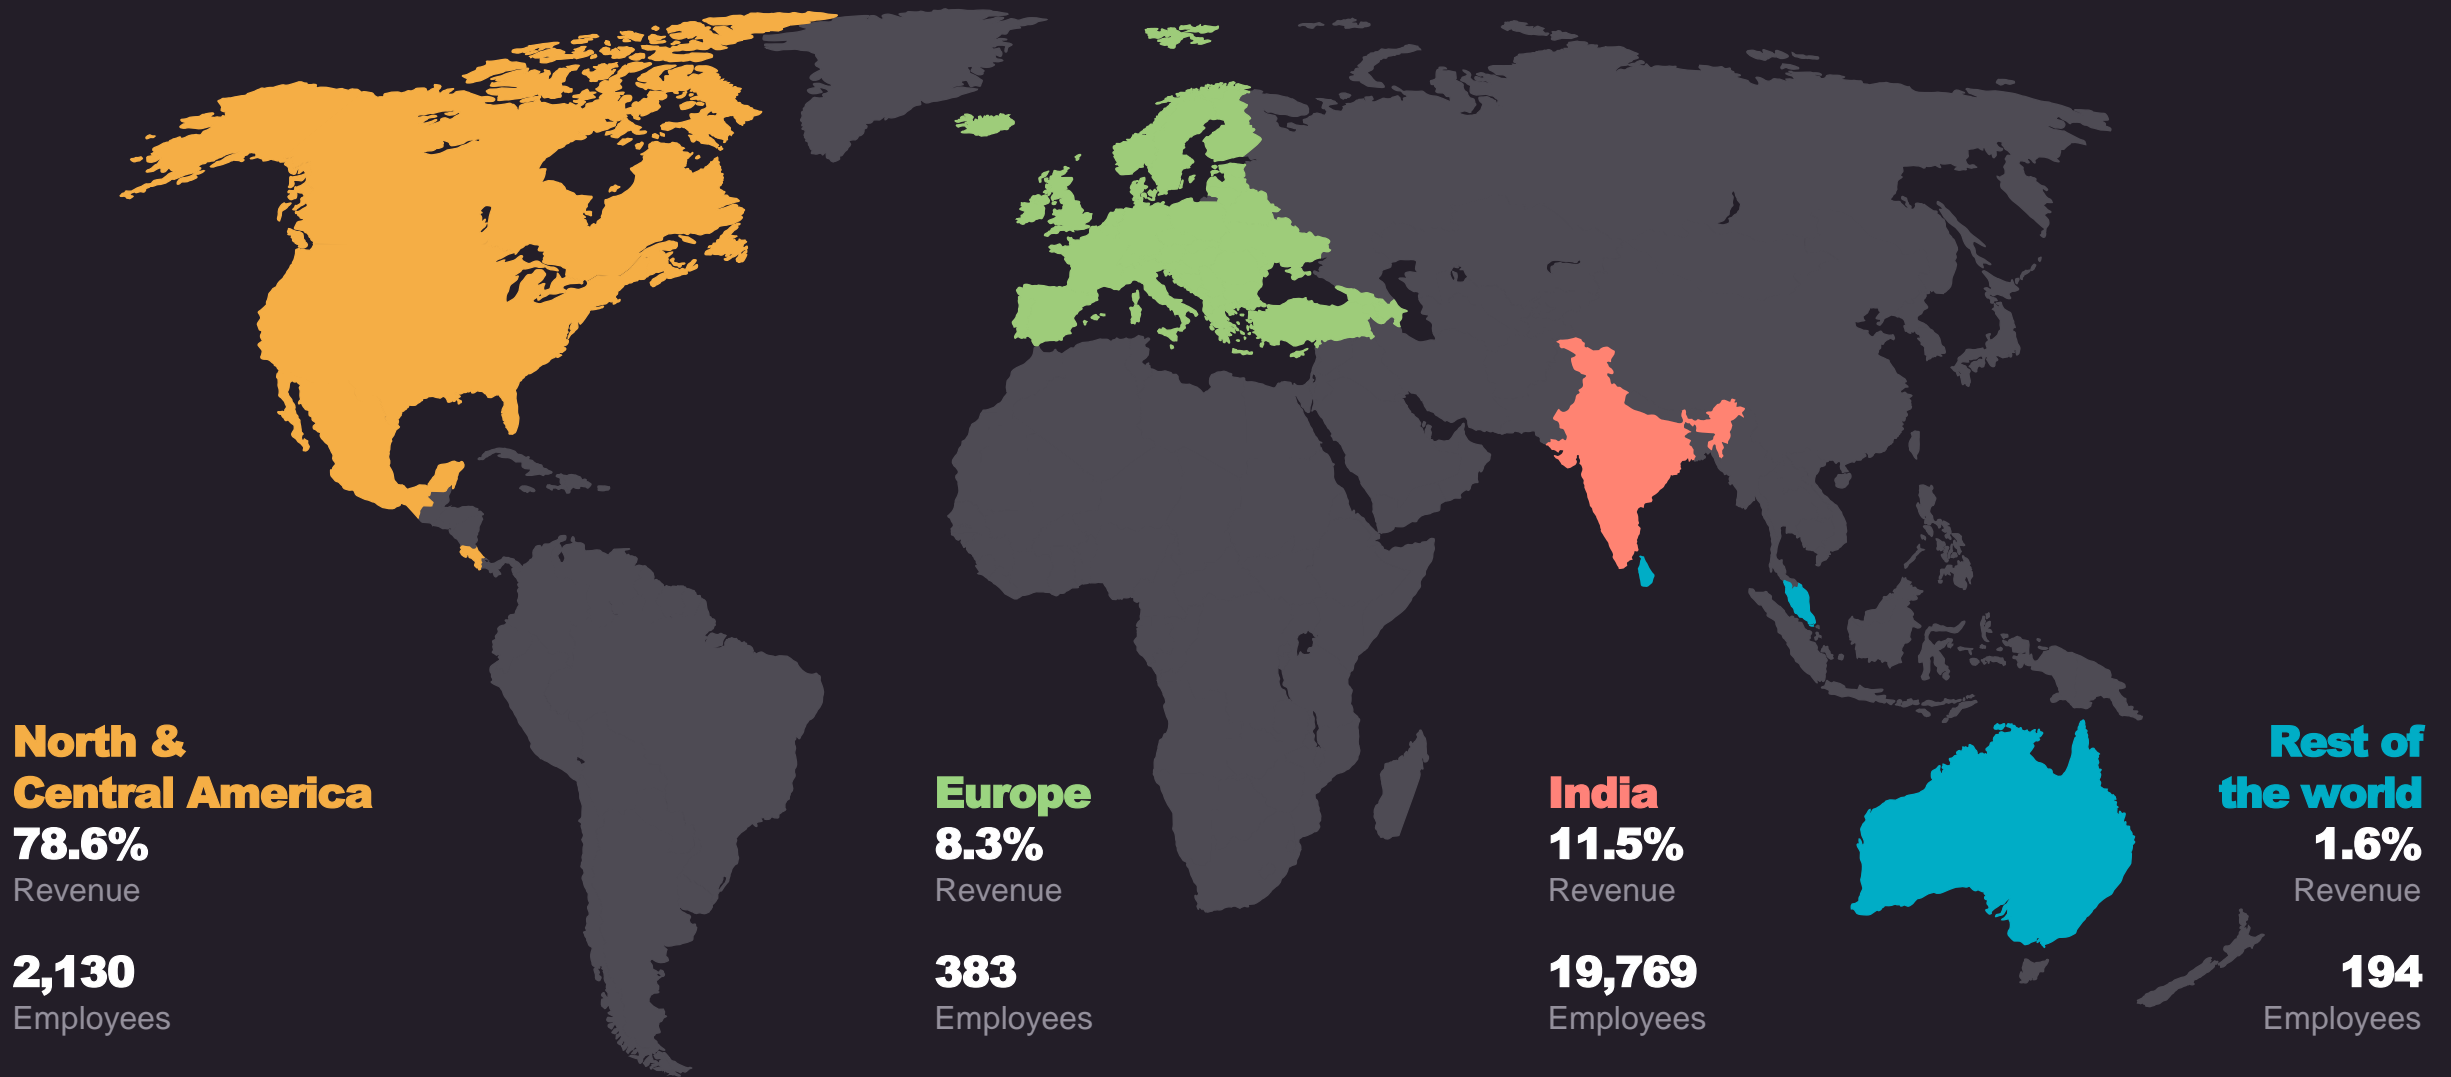 North &
Central America
78.6%
Revenue
2,130
Employees
Europe
8.3%
Revenue
383
Employees
India
11.5%
Revenue
19,769
Employees
Rest of
the world
1.6%
Revenue
194
Employees